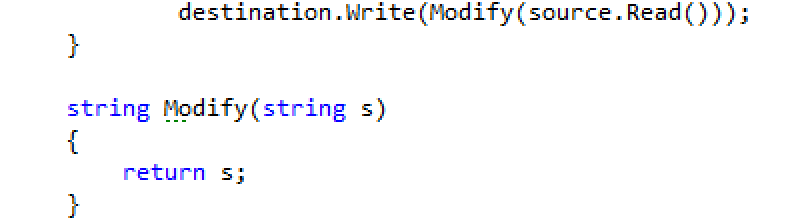 destination.Write(Modify(source.Read()));
}
string Modify(string s)
{
return s;
}